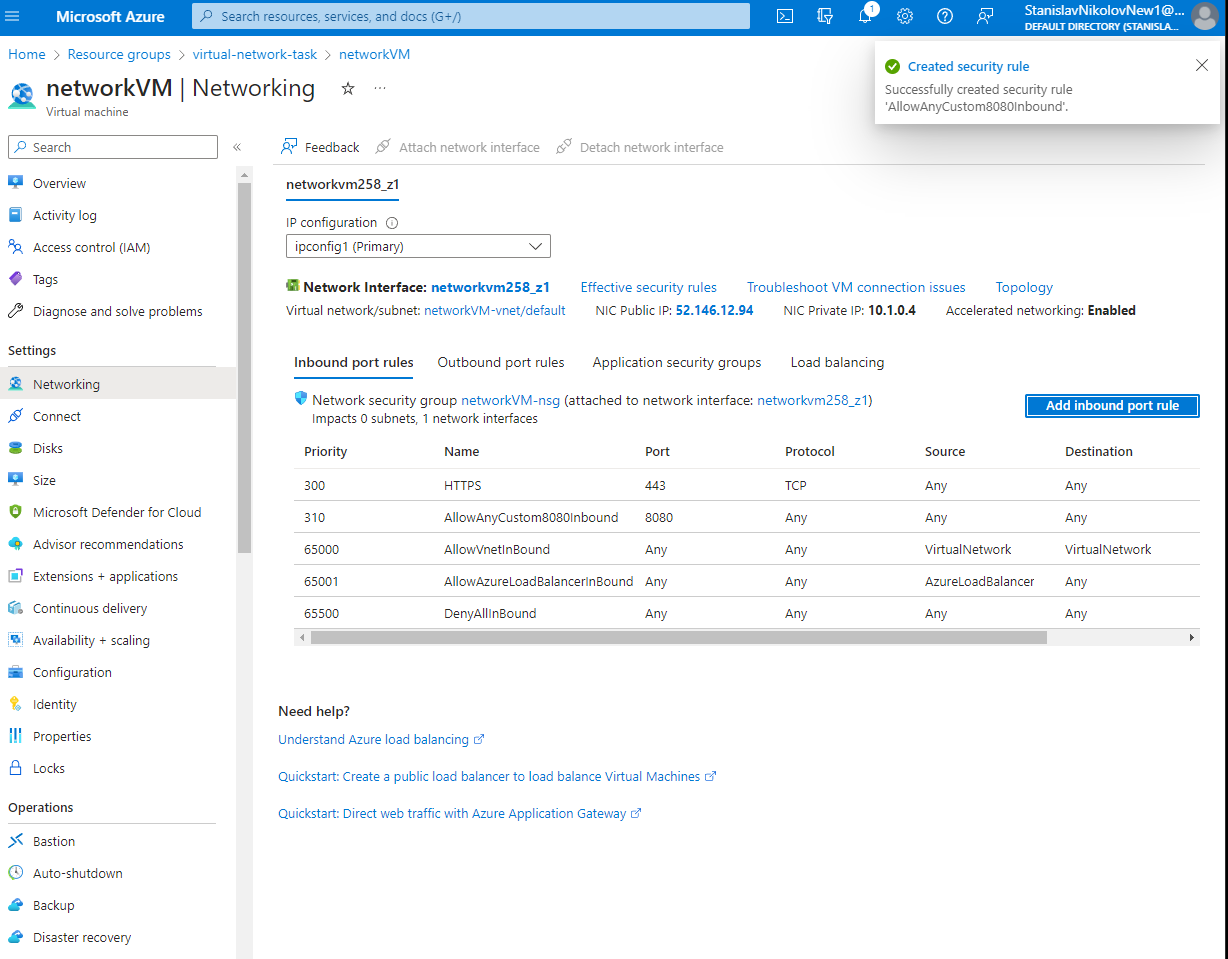 Microsoft Azure
Search resources, services, and docs (G+/)
1
StanislavNikolovNew1@...
DEFAULT DIRECTORY (STANISLA...
Home > Resource groups > virtual-network-task > networkVM
networkVM | Networking
Virtual machine
Created security rule
Successfully created security rule
'AllowAnyCustom8080Inbound'.
Search
Overview
Activity log
Access control (IAM)
Tags
Diagnose and solve problems
Settings
Networking
Connect
Disks
Size
Microsoft Defender for Cloud
Advisor recommendations
Extensions + applications
Continuous delivery
Availability + scaling
Configuration
Identity
Properties
Locks
Operations
Bastion
Auto-shutdown
Backup
Disaster recovery
Feedback Attach network interface Detach network interface
networkvm258_z1
IP configuration
ipconfig1 (Primary)
Network Interface: networkvm258_z1 Effective security rules Troubleshoot VM connection issues Topology
Virtual network/subnet: networkVM-vnet/default NIC Public IP: 52.146.12.94 NIC Private IP: 10.1.0.4 Accelerated networking: Enabled
Inbound port rules Outbound port rules Application security groups Load balancing
Network security group networkVM-nsg (attached to network interface: networkvm258_z1)
Impacts 0 subnets, 1 network interfaces
Add inbound port rule
Priority Name Port Protocol Source Destination
300 HTTPS 443 TCP Any Any
310 AllowAnyCustom8080Inbound 8080 Any Any Any
65000 AllowVnetInBound Any Any VirtualNetwork VirtualNetwork
65001 AllowAzureLoadBalancerInBound Any Any AzureLoadBalancer Any
65500 DenyAllInBound Any Any Any Any
Need help?
Understand Azure load balancing
Quickstart: Create a public load balancer to load balance Virtual Machines
Quickstart: Direct web traffic with Azure Application Gateway